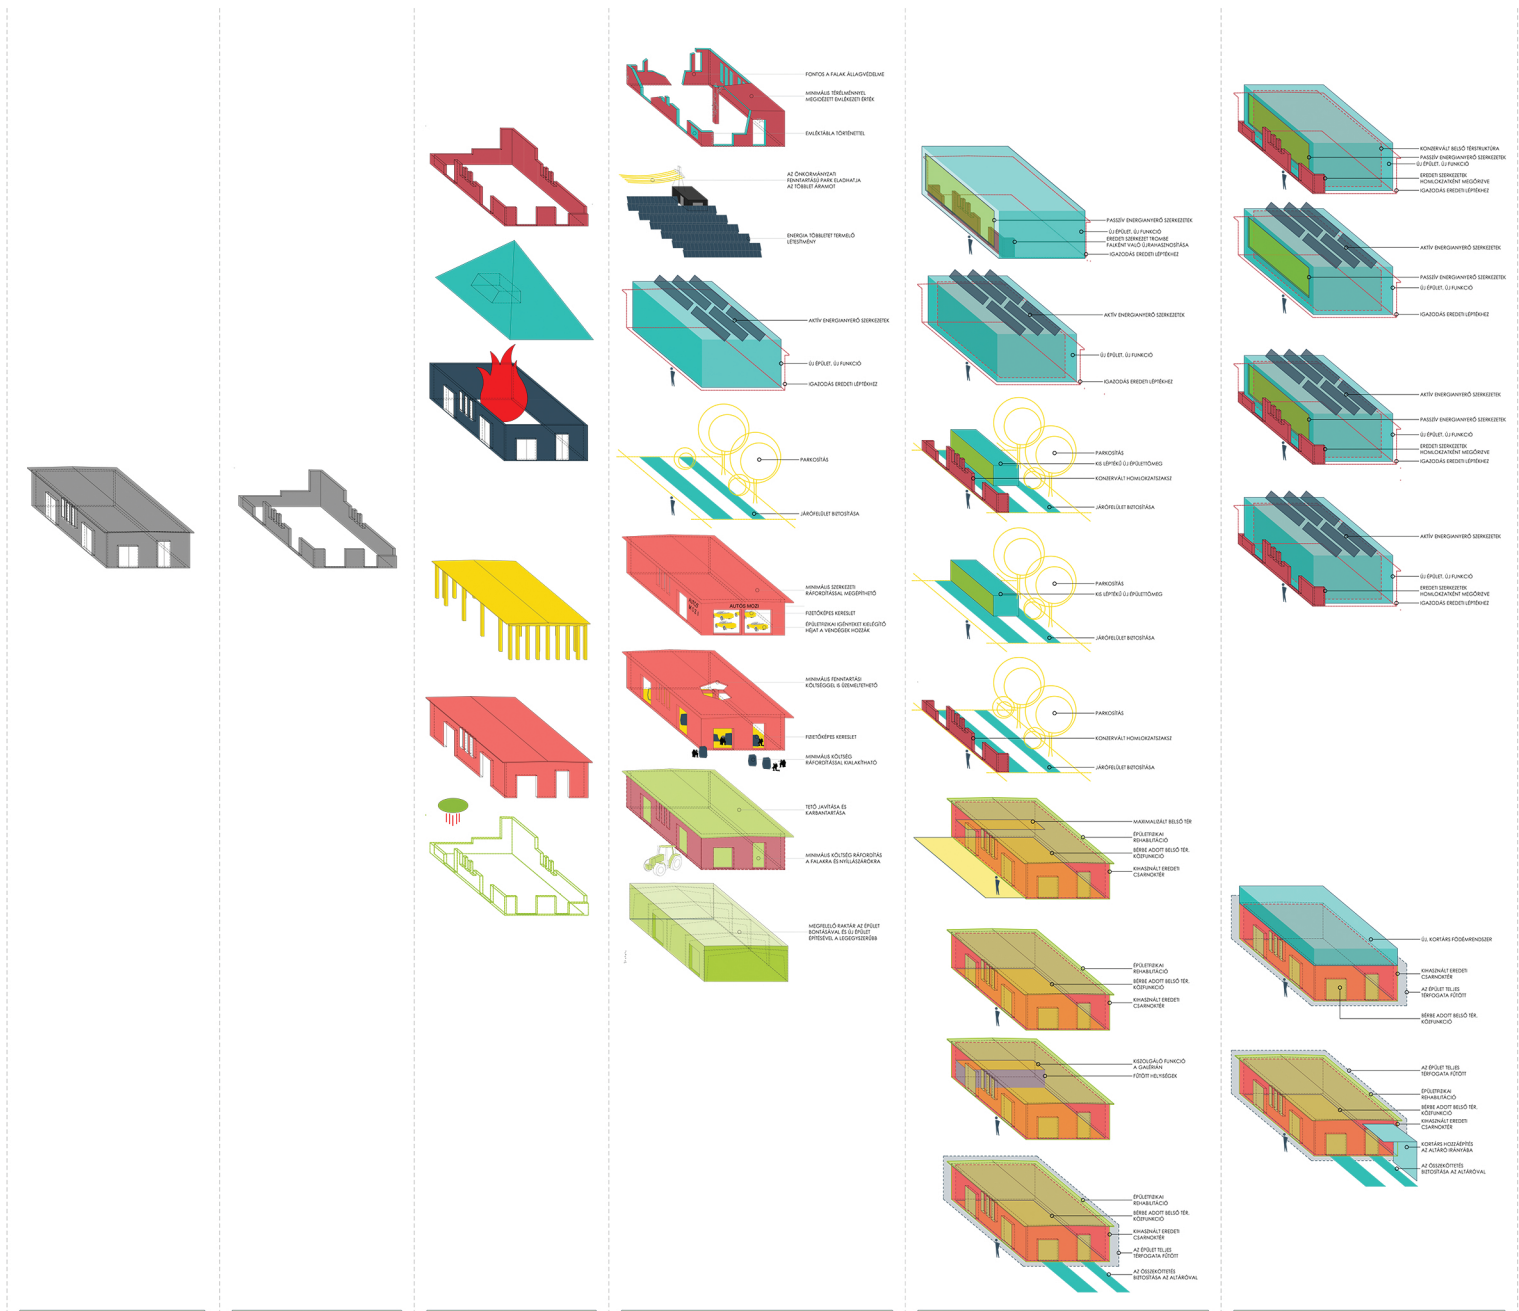 FONTOS A FALAK ÁLLAGVÉDELME
MINIMÁLIS TÉRÉLMÉNNYEL
MEGIDÉZETT EMLÉKEZETI ÉRTÉK
EMLÉKTÁBLA TÖRTÉNETTEL
AZ ÖNKORMÁNYZATI
FENNTARTÁSÚ PARK ELADHATJA
AZ TÖBBLET ÁRAMOT
ENERGIA TÖBBLETET TERMELŐ
LÉTESÍTMÉNY
AKTÍV ENERGIANYERŐ SZERKEZETEK
ÚJ ÉPÜLET, ÚJ FUNKCIÓ
IGAZODÁS EREDETI LÉPTÉKHEZ
PARKOSÍTÁS
JÁRÓFELÜLET BIZTOSÍTÁSA
MINIMÁLIS SZERKEZETI
RÁFORDÍTÁSSAL MEGÉPÍTHETŐ
AUTÓS MOZI
AUTÓS MOZI
FIZETŐKÉPES KERESLET
ÉPÜLETFIZIKAI IGÉNYEKET KIELÉGÍTŐ
HÉJAT A VENDÉGEK HOZZÁK
MINIMÁLIS FENNTARTÁSI
KÖLTSÉGGEL IS ÜZEMELTETHETŐ
FIZETŐKÉPES KERESLET
MINIMÁLIS KÖLTSÉG
RÁFORDÍTÁSSAL KIALAKÍTHATÓ
TETŐ JAVÍTÁSA ÉS
KARBANTARTÁSA
MINIMÁLIS KÖLTSÉG RÁFORDÍTÁS
A FALAKRA ÉS NYÍLLÁSZÁRÓKRA
MEGFELELŐ RAKTÁR AZ ÉPÜLET
BONTÁSÁVAL ÉS ÚJ ÉPÜLET
ÉPÍTÉSÉVEL A LEGEGYSZERŰBB
PASSZÍV ENERGIANYERŐ SZERKEZETEK
ÚJ ÉPÜLET, ÚJ FUNKCIÓ
EREDETI SZERKEZET TROMBE
FALKÉNT VALÓ ÚJRAHASZNOSÍTÁSA
IGAZODÁS EREDETI LÉPTÉKHEZ
AKTÍV ENERGIANYERŐ SZERKEZETEK
ÚJ ÉPÜLET, ÚJ FUNKCIÓ
IGAZODÁS EREDETI LÉPTÉKHEZ
PARKOSÍTÁS
KIS LÉPTÉKŰ ÚJ ÉPÜLETTÖMEG
KONZERVÁLT HOMLOKZATSZAKSZ
JÁRÓFELÜLET BIZTOSÍTÁSA
PARKOSÍTÁS
KIS LÉPTÉKŰ ÚJ ÉPÜLETTÖMEG
JÁRÓFELÜLET BIZTOSÍTÁSA
PARKOSÍTÁS
KONZERVÁLT HOMLOKZATSZAKSZ
JÁRÓFELÜLET BIZTOSÍTÁSA
MARIMALIZÁLT BELSŐ TÉR
ÉPÜLETFIZIKAI
REHABILITÁCIÓ
BÉRBE ADOTT BELSŐ TÉR,
KÖZFUNKCIÓ
KIHASZNÁLT EREDETI
CSARNOKTÉR
ÉPÜLETFIZIKAI
REHABILITÁCIÓ
BÉRBE ADOTT BELSŐ TÉR,
KÖZFUNKCIÓ
KIHASZNÁLT EREDETI
CSARNOKTÉR
KISZOLGÁLÓ FUNKCIÓ
A GALÉRIÁN
FŰTÖTT HELYISÉGEK
ÉPÜLETFIZIKAI
REHABILITÁCIÓ
BÉRBE ADOTT BELSŐ TÉR,
KÖZFUNKCIÓ
KIHASZNÁLT EREDETI
CSARNOKTÉR
AZ ÉPÜLET TELJES
TÉRFOGATA FŰTÖTT
AZ ÖSSZEKÖTTETÉS
BIZTOSÍTÁSA AZ ALTÁRÓVAL
KONZERVÁLT BELSŐ TÉRSTRUKTÚRA
PASSZÍV ENERGIANYERŐ SZERKEZETEK
ÚJ ÉPÜLET, ÚJ FUNKCIÓ
EREDETI SZERKEZETEK
HOMLOKZATKÉNT MEGŐRIZVE
IGAZODÁS EREDETI LÉPTÉKHEZ
AKTÍV ENERGIANYERŐ SZERKEZETEK
PASSZÍV ENERGIANYERŐ SZERKEZETEK
ÚJ ÉPÜLET, ÚJ FUNKCIÓ
IGAZODÁS EREDETI LÉPTÉKHEZ
AKTÍV ENERGIANYERŐ SZERKEZETEK
PASSZÍV ENERGIANYERŐ SZERKEZETEK
ÚJ ÉPÜLET, ÚJ FUNKCIÓ
EREDETI SZERKEZETEK
HOMLOKZATKÉNT MEGŐRIZVE
IGAZODÁS EREDETI LÉPTÉKHEZ
AKTÍV ENERGIANYERŐ SZERKEZETEK
ÚJ ÉPÜLET, ÚJ FUNKCIÓ
EREDETI SZERKEZETEK
HOMLOKZATKÉNT MEGŐRIZVE
IGAZODÁS EREDETI LÉPTÉKHEZ
ÚJ, KORTÁRS FÖDÉMRENDSZER
KIHASZNÁLT EREDETI
CSARNOKTÉR
AZ ÉPÜLET TELJES
TÉRFOGATA FŰTÖTT
BÉRBE ADOTT BELSŐ TÉR,
KÖZFUNKCIÓ
AZ ÉPÜLET TELJES
TÉRFOGATA FŰTÖTT
ÉPÜLETFIZIKAI
REHABILITÁCIÓ
BÉRBE ADOTT BELSŐ TÉR,
KÖZFUNKCIÓ
KIHASZNÁLT EREDETI
CSARNOKTÉR
KORTÁRS HOZZÁÉPÍTÉS
AZ ALTÁRÓ IRÁNYÁBA
AZ ÖSSZEKÖTTETÉS
BIZTOSÍTÁSA AZ ALTÁRÓVAL